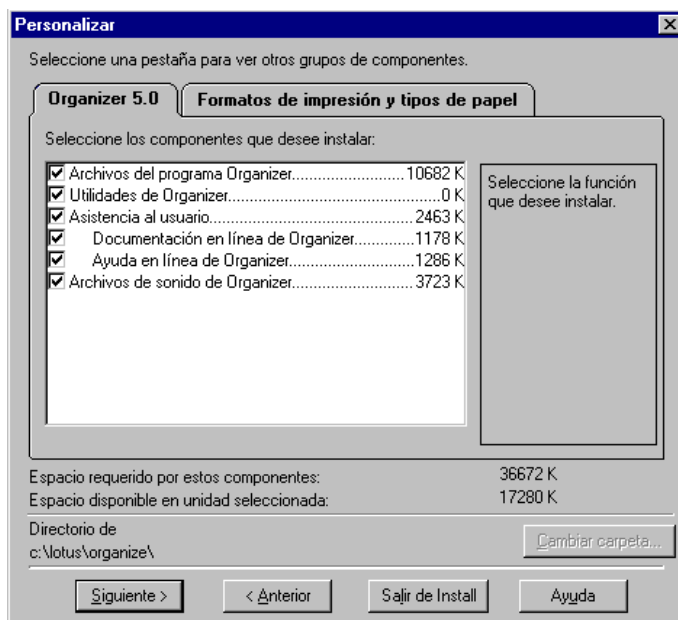 Personalizar
Seleccione una pestaña para ver otros grupos de componentes.
Organizer 5.0
Formatos de impresión y tipos de papel
Seleccione los componentes que desee instalar:
Archivos del programa Organizer............................10682 K
Utilidades de Organizer................................0 K
Asistencia al usuario.....................................2463 K
Documentación en línea de Organizer.............1178 K
Ayuda en línea de Organizer...........................1286 K
Archivos de sonido de Organizer..........................3723 K
Seleccione la función
que desee instalar.
Espacio requerido por estos componentes: 36672 K
Espacio disponible en unidad seleccionada: 17280 K
Directorio de
c:\lotus\organize\
Cambiar carpeta...
Siguiente >
< Anterior
Salir de Install
Ayuda